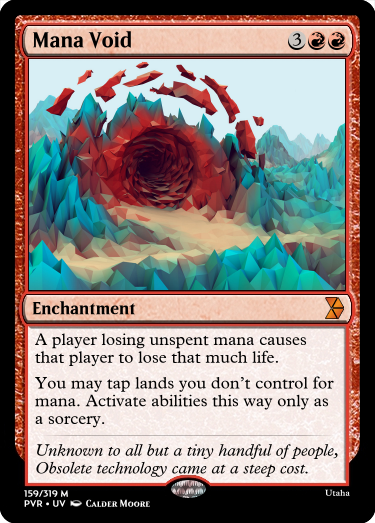 Mana Void 3
Enchantment
A player losing unspent mana causes
that player to lose that much life.
You may tap lands you don't control for
mana. Activate abilities this way only as
a sorcery.
Unknown to all but a tiny handful of people,
Obsolete technology came at a steep cost.
159/319 M Utaha
PVR • UV CALDER MOORE